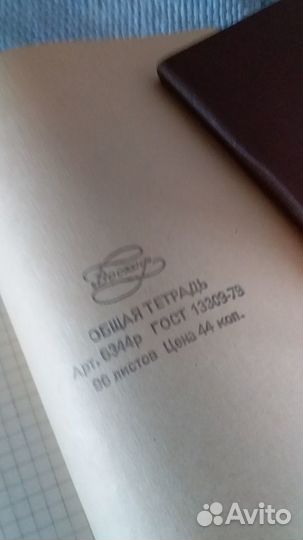 ОБЩАЯ ТЕТРАДЬ
Арт. 6344р ГОСТ 13309-79
96 листов Цена 44 коп.
Avito